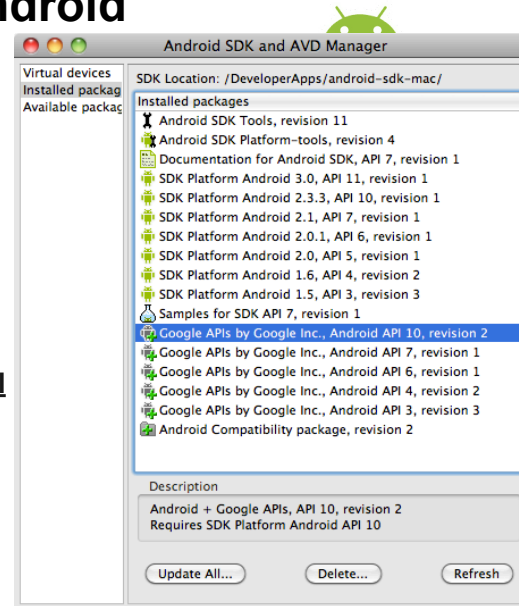 ndroid
Android SDK and AVD Manager
Virtual devices
Installed packag
Available packag
SDK Location: /DeveloperApps/android-sdk-mac/
Installed packages
Android SDK Tools, revision 11
Android SDK Platform-tools, revision 4
Documentation for Android SDK, API 7, revision 1
SDK Platform Android 3.0, API 11, revision 1
SDK Platform Android 2.3.3, API 10, revision 1
SDK Platform Android 2.1, API 7, revision 1
SDK Platform Android 2.0.1, API 6, revision 1
SDK Platform Android 2.0, API 5, revision 1
SDK Platform Android 1.6, API 4, revision 2
SDK Platform Android 1.5, API 3, revision 3
Samples for SDK API 7, revision 1
Google APIs by Google Inc., Android API 10, revision 2
Google APIs by Google Inc., Android API 7, revision 1
Google APIs by Google Inc., Android API 6, revision 1
Google APIs by Google Inc., Android API 4, revision 2
Google APIs by Google Inc., Android API 3, revision 3
Android Compatibility package, revision 2
Description
Android + Google APIs, API 10, revision 2
Requires SDK Platform Android API 10
Update All...
Delete...
Refresh